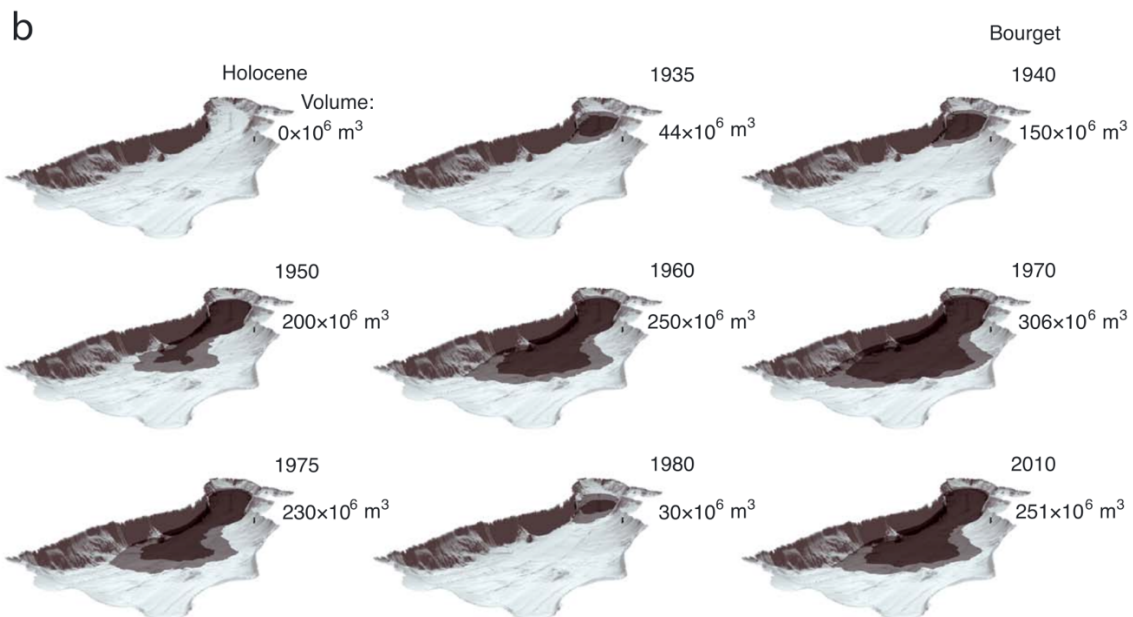 b
Bourget
Holocene
Volume:
0×10⁶ m³
1935
44×10⁶ m³
1940
150×10⁶ m³
1950
200×10⁶ m³
1960
250×10⁶ m³
1970
306×10⁶ m³
1975
230×10⁶ m³
1980
30×10⁶ m³
2010
251×10⁶ m³